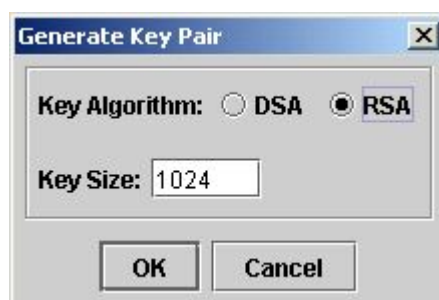 Generate Key Pair
Key Algorithm: DSA RSA
Key Size: 1024
OK Cancel